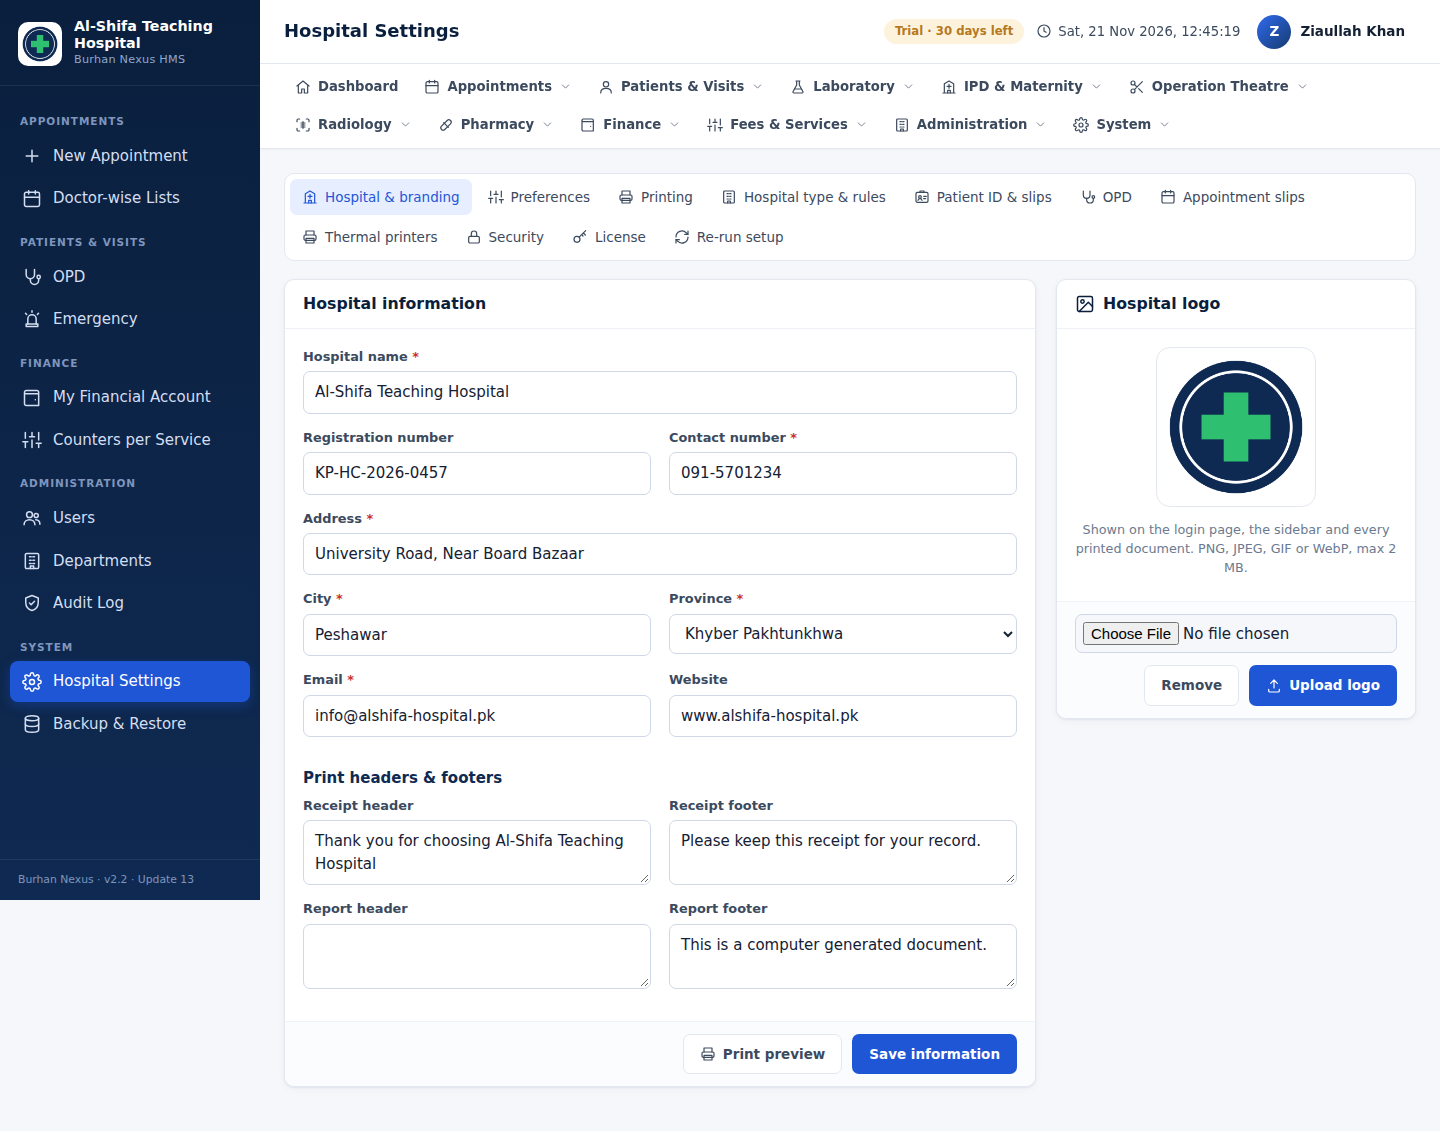 Al-Shifa Teaching
Hospital
Burhan Nexus HMS
APPOINTMENTS
New Appointment
Doctor-wise Lists
PATIENTS & VISITS
OPD
Emergency
FINANCE
My Financial Account
Counters per Service
ADMINISTRATION
Users
Departments
Audit Log
SYSTEM
Hospital Settings
Backup & Restore
Burhan Nexus · v2.2 · Update 13
Hospital Settings
Trial · 30 days left
Sat, 21 Nov 2026, 12:45:19
Z
Ziaullah Khan
Dashboard Appointments Patients & Visits Laboratory IPD & Maternity Operation Theatre
Radiology Pharmacy Finance Fees & Services Administration System
Hospital & branding Preferences Printing Hospital type & rules Patient ID & slips OPD Appointment slips
Thermal printers Security License Re-run setup
Hospital information
Hospital name *
Al-Shifa Teaching Hospital
Registration number Contact number *
KP-HC-2026-0457 091-5701234
Address *
University Road, Near Board Bazaar
City * Province *
Peshawar Khyber Pakhtunkhwa
Email * Website
info@alshifa-hospital.pk www.alshifa-hospital.pk
Print headers & footers
Receipt header Receipt footer
Thank you for choosing Al-Shifa Teaching
Hospital
Please keep this receipt for your record.
Report header Report footer
This is a computer generated document.
Print preview Save information
Hospital logo
Shown on the login page, the sidebar and every
printed document. PNG, JPEG, GIF or WebP, max 2
MB.
Choose File No file chosen
Remove Upload logo